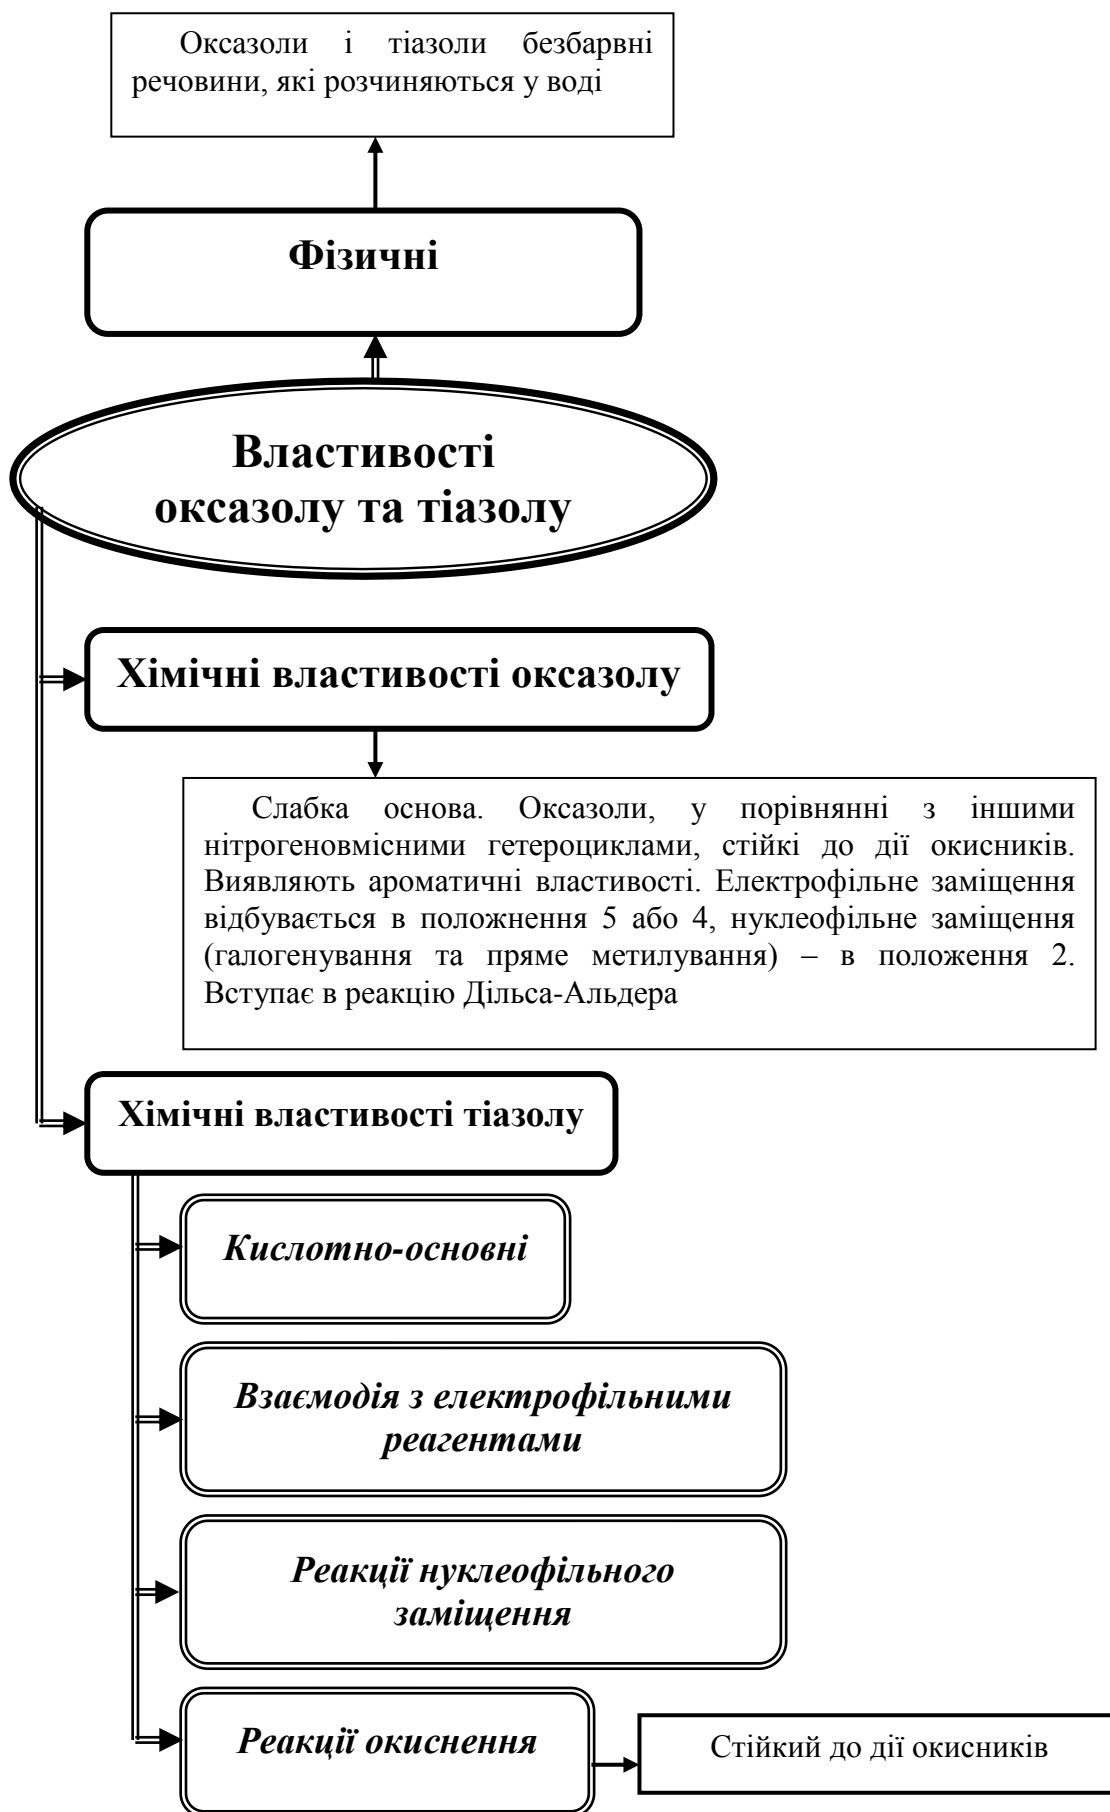 Оксазоли і тіазоли безбарвні
речовини, які розчиняються у воді
Фізичні
Властивості
оксазолу та тіазолу
Хімічні властивості оксазолу
Слабка основа. Оксазоли, у порівнянні з іншими
нітрогеновмісними гетероциклами, стійкі до дії окисників.
Виявляють ароматичні властивості. Електрофільне заміщення
відбувається в положнення 5 або 4, нуклеофільне заміщення
(галогенування та пряме метилування) – в положення 2.
Вступає в реакцію Дільса-Альдера
Хімічні властивості тіазолу
Кислотно-основні
Взаємодія з електрофільними
реагентами
Реакції нуклеофільного
заміщення
Реакції окиснення
Стійкий до дії окисників